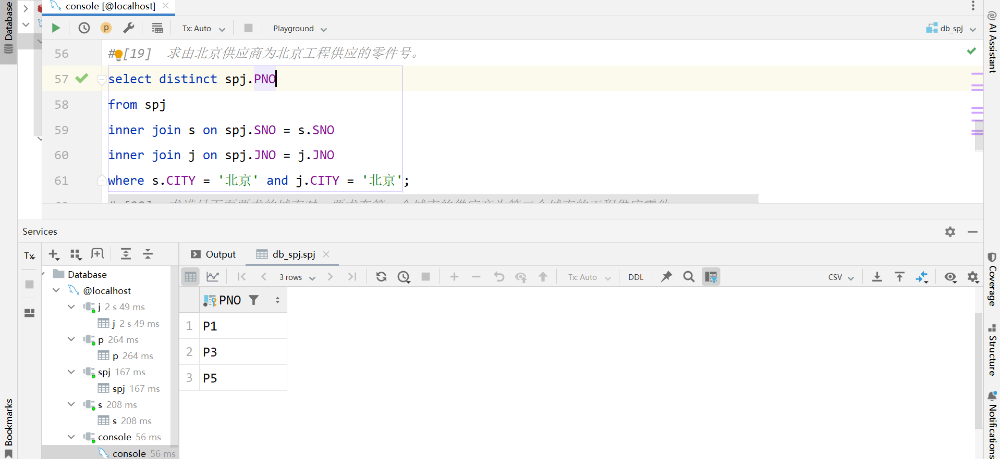 Database
console [@localhost]
Tx: Auto
Playground
db_spj
AI Assistant
56 # [19] 求由北京供应商为北京工程供应的零件号。
57 select distinct spj.PNO
58 from spj
59 inner join s on spj.SNO = s.SNO
60 inner join j on spj.JNO = j.JNO
61 where s.CITY = '北京' and j.CITY = '北京';
Services
Tx
Output
db_spj.spj
3 rows
Tx: Auto
DDL
CSV
Database
@localhost
j 2 s 49 ms
j 2 s 49 ms
p 264 ms
p 264 ms
spj 167 ms
spj 167 ms
s 208 ms
s 208 ms
console 56 ms
console 56 ms
PNO
1 P1
2 P3
3 P5
Bookmarks
Coverage
Structure
Notifications